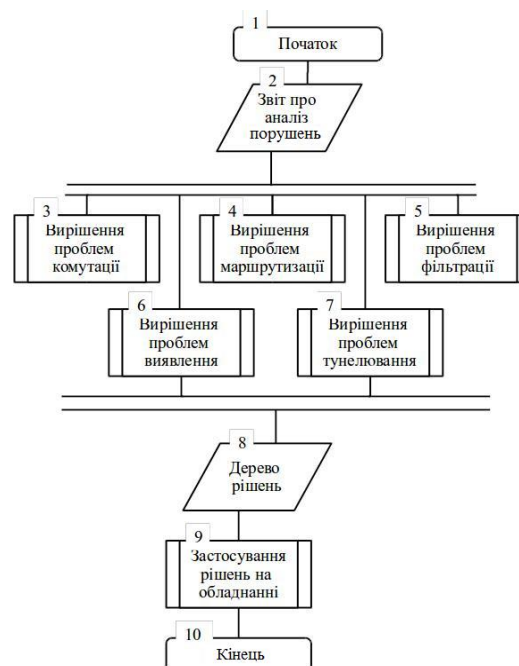 1
Початок
2
Звіт про
аналіз
порушень
3
Вирішення
проблем
комутації
4
Вирішення
проблем
маршрутизації
5
Вирішення
проблем
фільтрації
6
Вирішення
проблем
виявлення
7
Вирішення
проблем
тунелювання
8
Дерево
рішень
9
Застосування
рішень на
обладнанні
10
Кінець